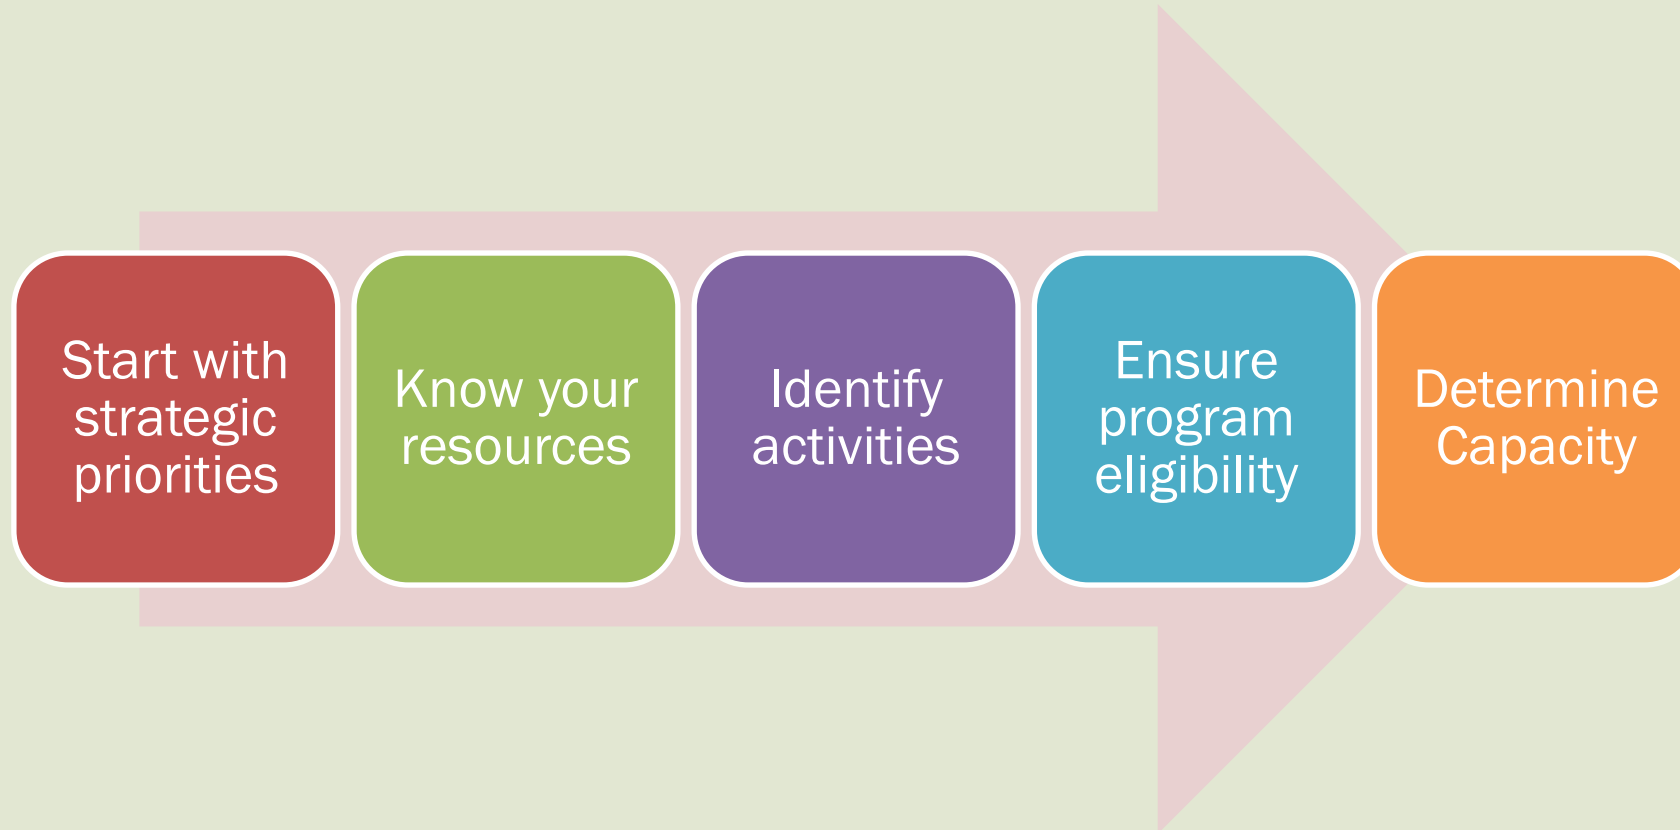 Start with
strategic
priorities
Know your
resources
Identify
activities
Ensure
program
eligibility
Determine
Capacity